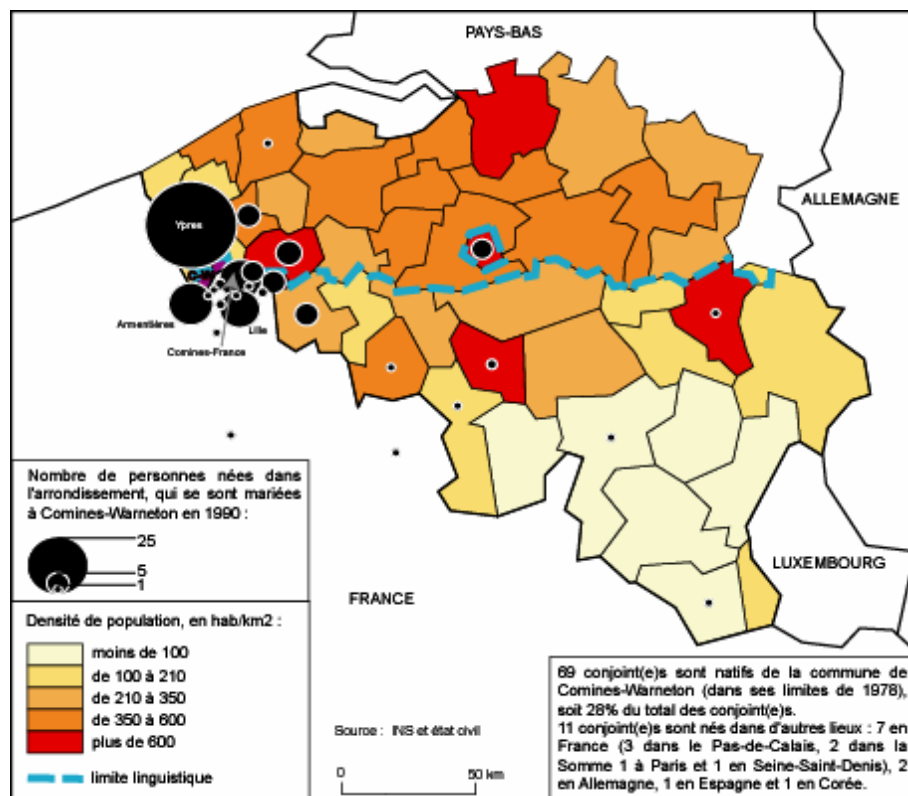 PAYS-BAS
ALLEMAGNE
Ypres
Armentières
Lille
Comines-France
LUXEMBOURG
FRANCE
Nombre de personnes nées dans
l'arrondissement, qui se sont mariées
à Comines-Warneton en 1990 :
25
5
1
Densité de population, en hab/km2 :
moins de 100
de 100 à 210
de 210 à 350
de 350 à 600
plus de 600
limite linguistique
Source : INS et état civil
0 50 km
69 conjoint(e)s sont natifs de la commune de
Comines-Warneton (dans ses limites de 1978),
soit 28% du total des conjoint(e)s.
11 conjoint(e)s sont nés dans d'autres lieux : 7 en
France (3 dans le Pas-de-Calais, 2 dans la
Somme 1 à Paris et 1 en Seine-Saint-Denis), 2
en Allemagne, 1 en Espagne et 1 en Corée.